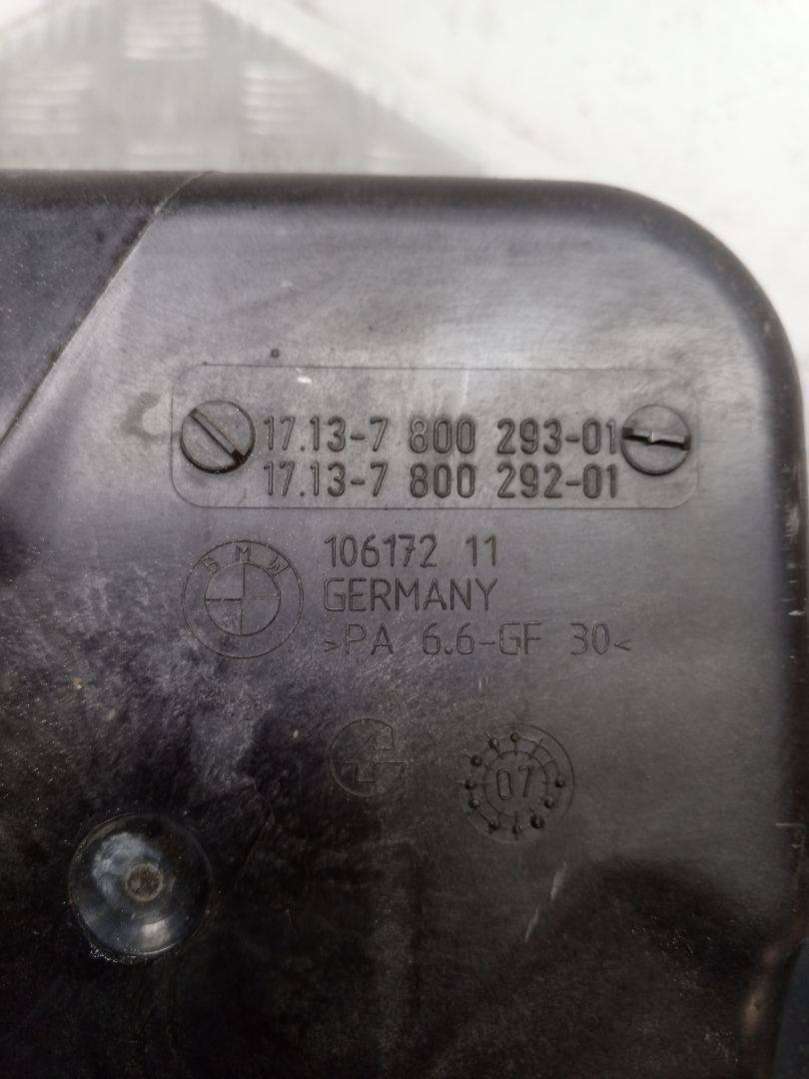 17.13-7 800 293-01
17.13-7 800 292-01
BMW
106172 11
GERMANY
>PA 6.6-GF 30<
07